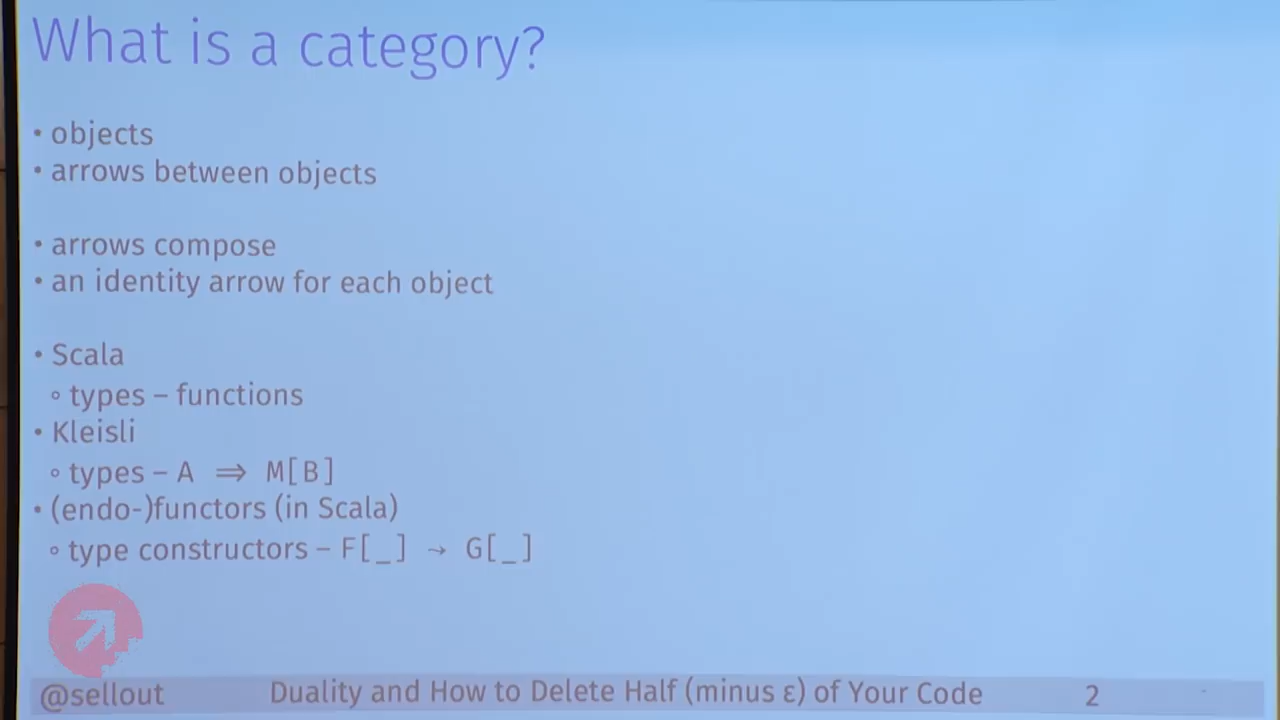 What is a category?
• objects
• arrows between objects
• arrows compose
• an identity arrow for each object
• Scala
∘ types – functions
• Kleisli
∘ types – A ⇒ M[B]
• (endo-)functors (in Scala)
∘ type constructors – F[_] → G[_]
@sellout Duality and How to Delete Half (minus ε) of Your Code 2